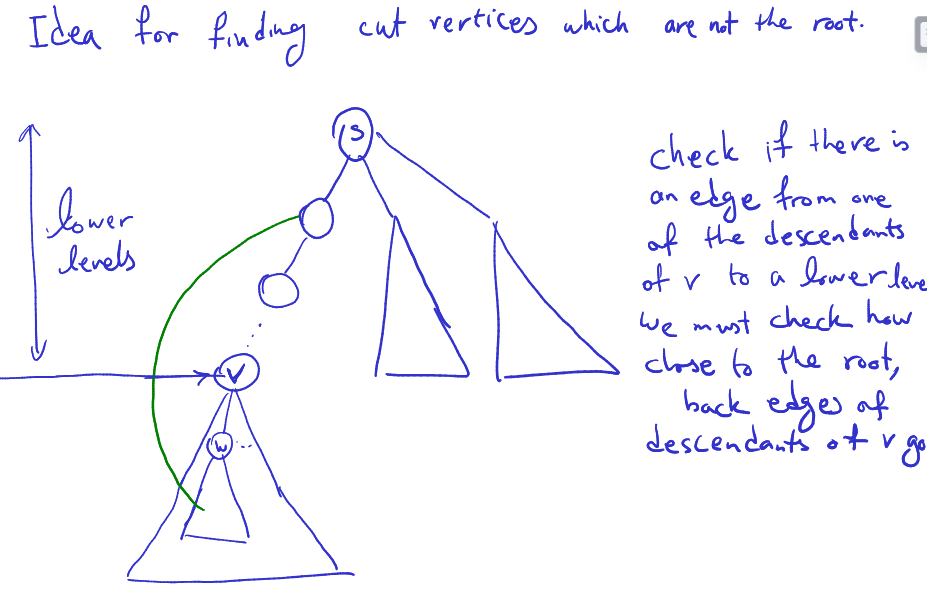 Idea for finding cut vertices which are not the root.
S
lower
levels
check if there is
an edge from one
of the descendants
of v to a lower leve
we must check how
close to the root,
back edges of
descendants of v go
v
w